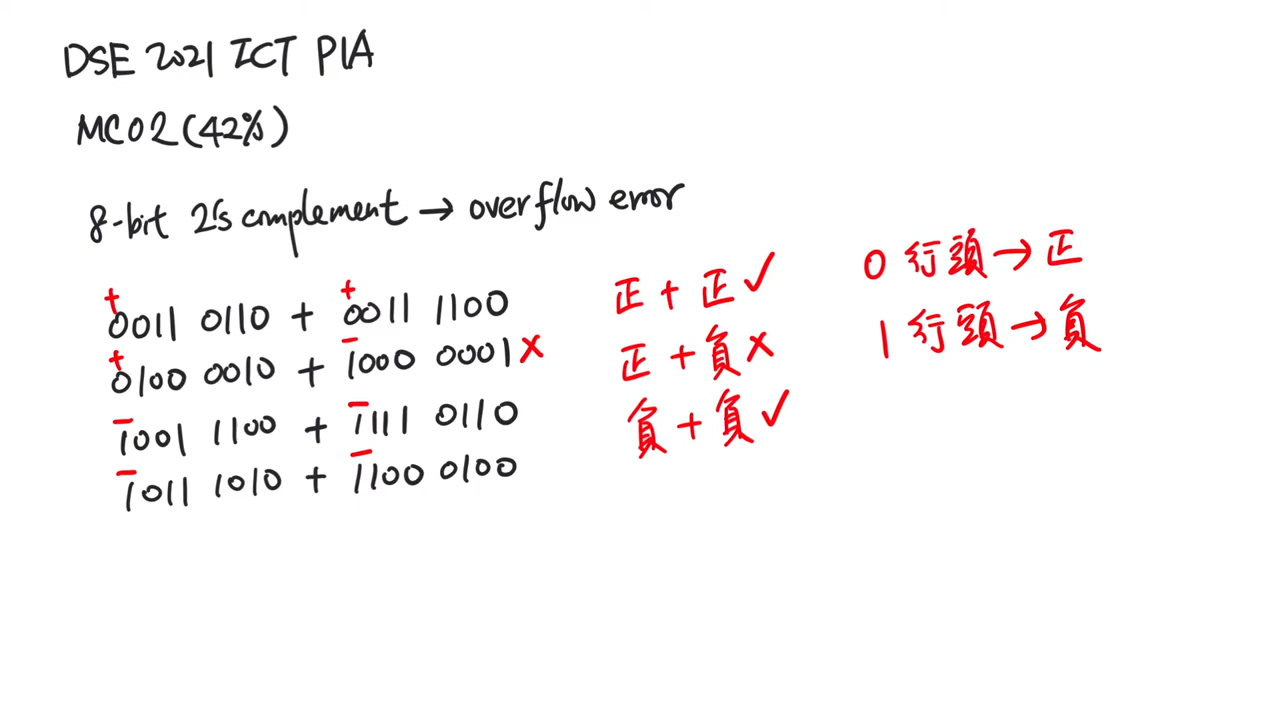 DSE 2021 ICT P1A
MC02 (42%)
8-bit 2's complement → overflow error
+ +
0011 0110 + 0011 1100
+ −
0100 0010 + 1000 0001 ×
− −
1001 1100 + 1111 0110
− −
1011 1010 + 1100 0100
正 + 正 ✓
正 + 負 ×
負 + 負 ✓
0 行頭 → 正
1 行頭 → 負